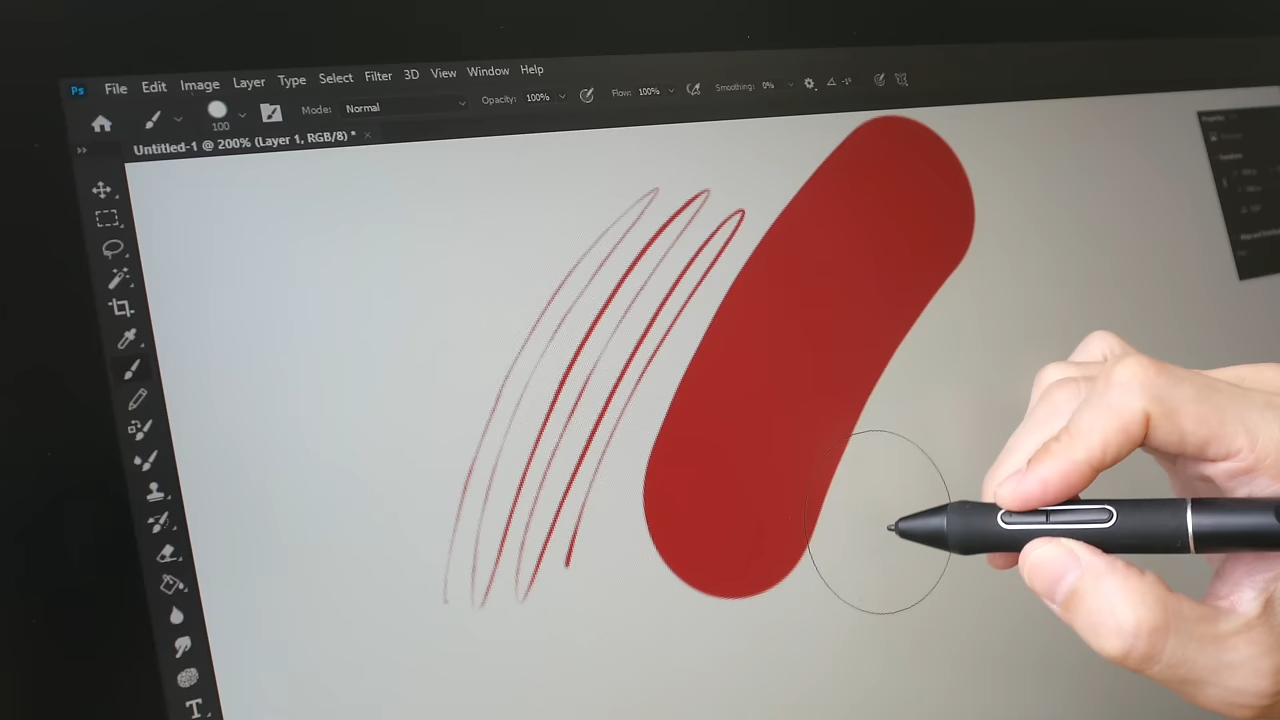 Ps File Edit Image Layer Type Select Filter 3D View Window Help
100 Mode: Normal Opacity: 100% Flow: 100% Smoothing: 0%
Untitled-1 @ 200% (Layer 1, RGB/8) * ×
T